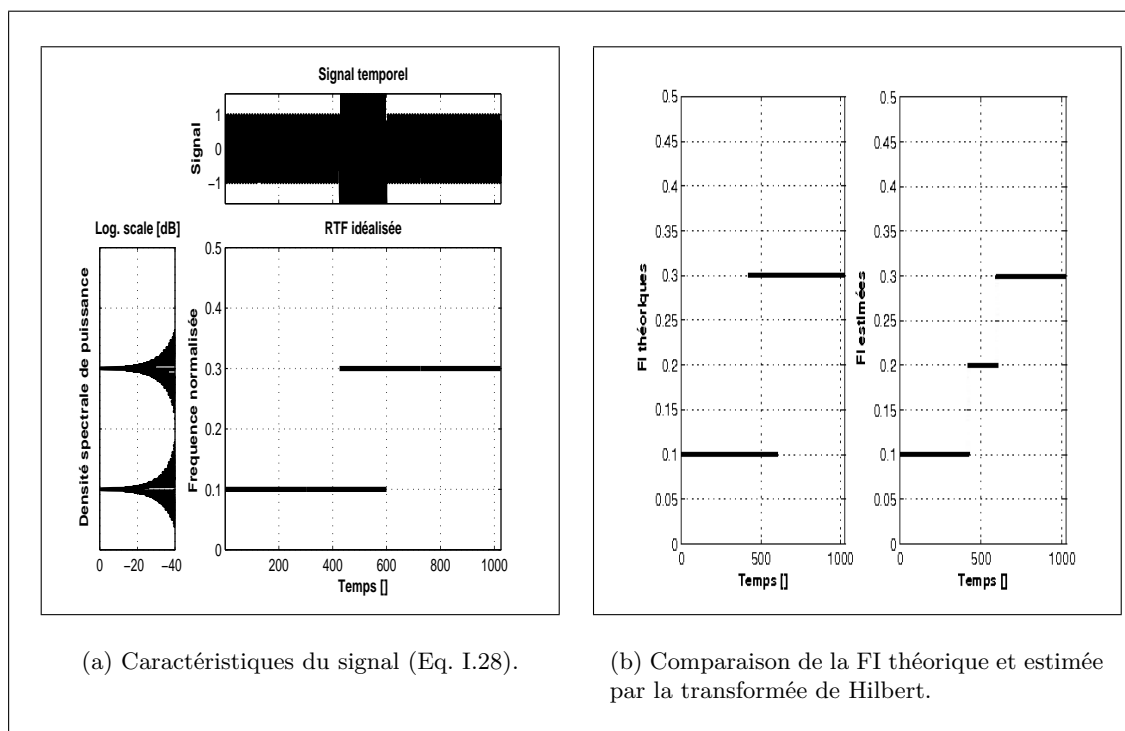 Signal temporel
Signal
1
0
−1
Log. scale [dB]
RTF idéalisée
Densité spectrale de puissance
Frequence normalisée
0.5
0.4
0.3
0.2
0.1
0
0 −20 −40
200 400 600 800 1000
Temps []
FI théoriques
0.5
0.45
0.4
0.35
0.3
0.25
0.2
0.15
0.1
0.05
0
0 500 1000
Temps []
FI estimées
0.5
0.45
0.4
0.35
0.3
0.25
0.2
0.15
0.1
0.05
0
0 500 1000
Temps []
(a) Caractéristiques du signal (Eq. I.28).
(b) Comparaison de la FI théorique et estimée
par la transformée de Hilbert.